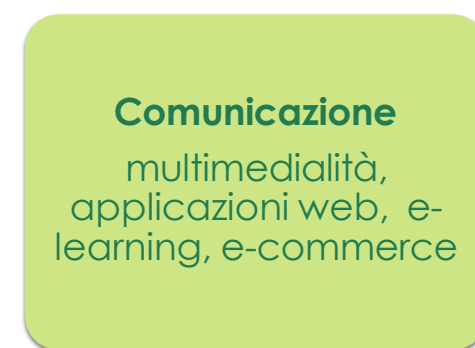 Comunicazione
multimedialità,
applicazioni web, e-
learning, e-commerce